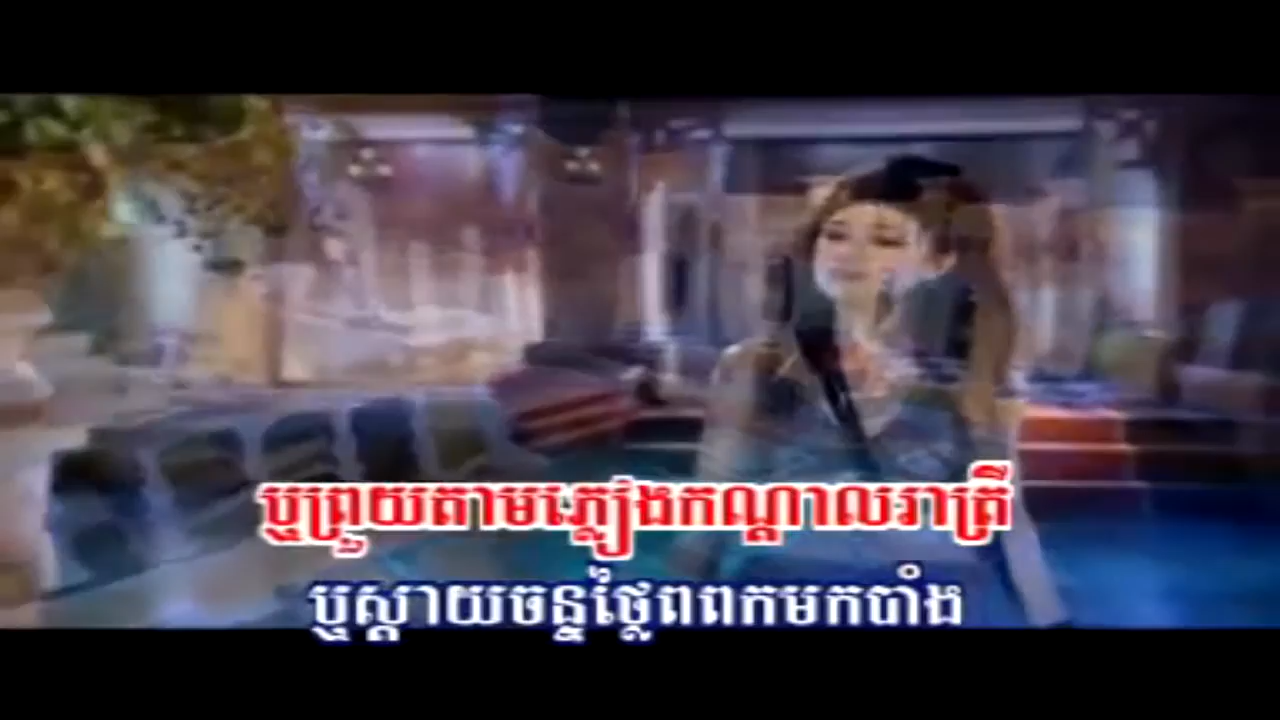 ឬព្រួយតាមភ្លៀងកណ្ដាលរាត្រី
ឬស្ដាយចន្ទថ្លៃពពកមកបាំង